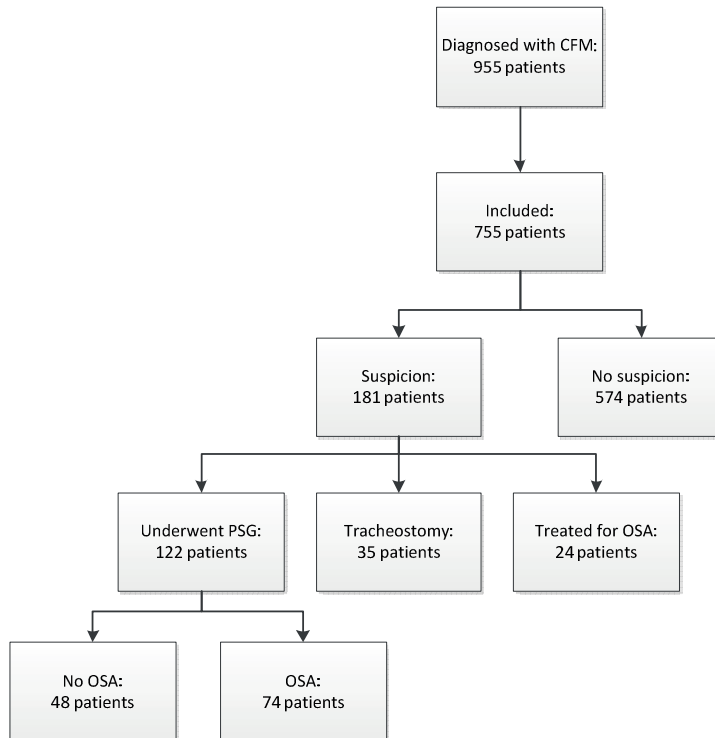 Diagnosed with CFM:
955 patients
Included:
755 patients
Suspicion:
181 patients
No suspicion:
574 patients
Underwent PSG:
122 patients
Tracheostomy:
35 patients
Treated for OSA:
24 patients
No OSA:
48 patients
OSA:
74 patients